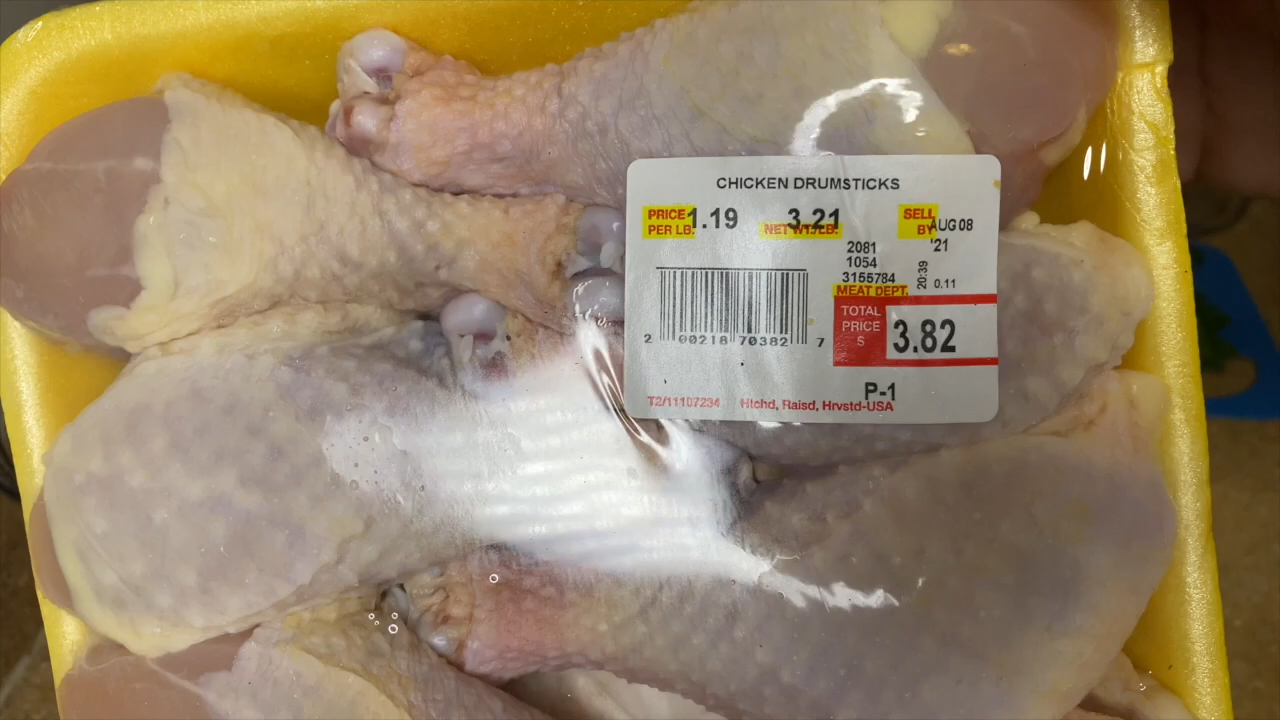 CHICKEN DRUMSTICKS
PRICE PER LB. 1.19
NET WT./LB. 3.21
SELL BY AUG 08 '21
2081
1054
3155784
20:39
0.11
MEAT DEPT.
TOTAL PRICE $ 3.82
2 00218 70382 7
P-1
T2/11107234 Htchd, Raisd, Hrvstd-USA